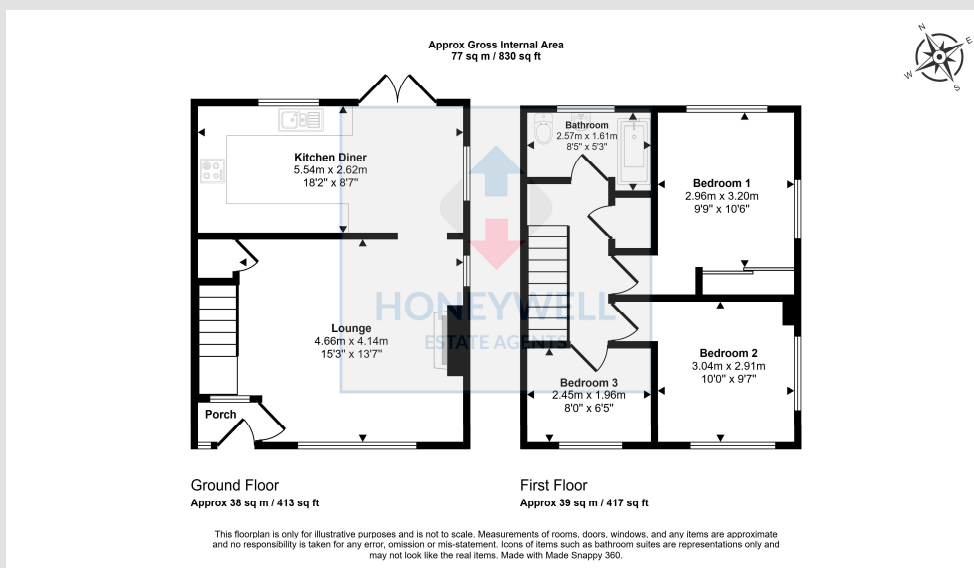 Approx Gross Internal Area
77 sq m / 830 sq ft
N
E
S
W
Kitchen Diner
5.54m x 2.62m
18'2" x 8'7"
Lounge
4.66m x 4.14m
15'3" x 13'7"
Porch
Bathroom
2.57m x 1.61m
8'5" x 5'3"
Bedroom 1
2.96m x 3.20m
9'9" x 10'6"
Bedroom 2
3.04m x 2.91m
10'0" x 9'7"
Bedroom 3
2.45m x 1.96m
8'0" x 6'5"
HONEYWELL
ESTATE AGENTS
Ground Floor
Approx 38 sq m / 413 sq ft
First Floor
Approx 39 sq m / 417 sq ft
This floorplan is only for illustrative purposes and is not to scale. Measurements of rooms, doors, windows, and any items are approximate
and no responsibility is taken for any error, omission or mis-statement. Icons of items such as bathroom suites are representations only and
may not look like the real items. Made with Made Snappy 360.